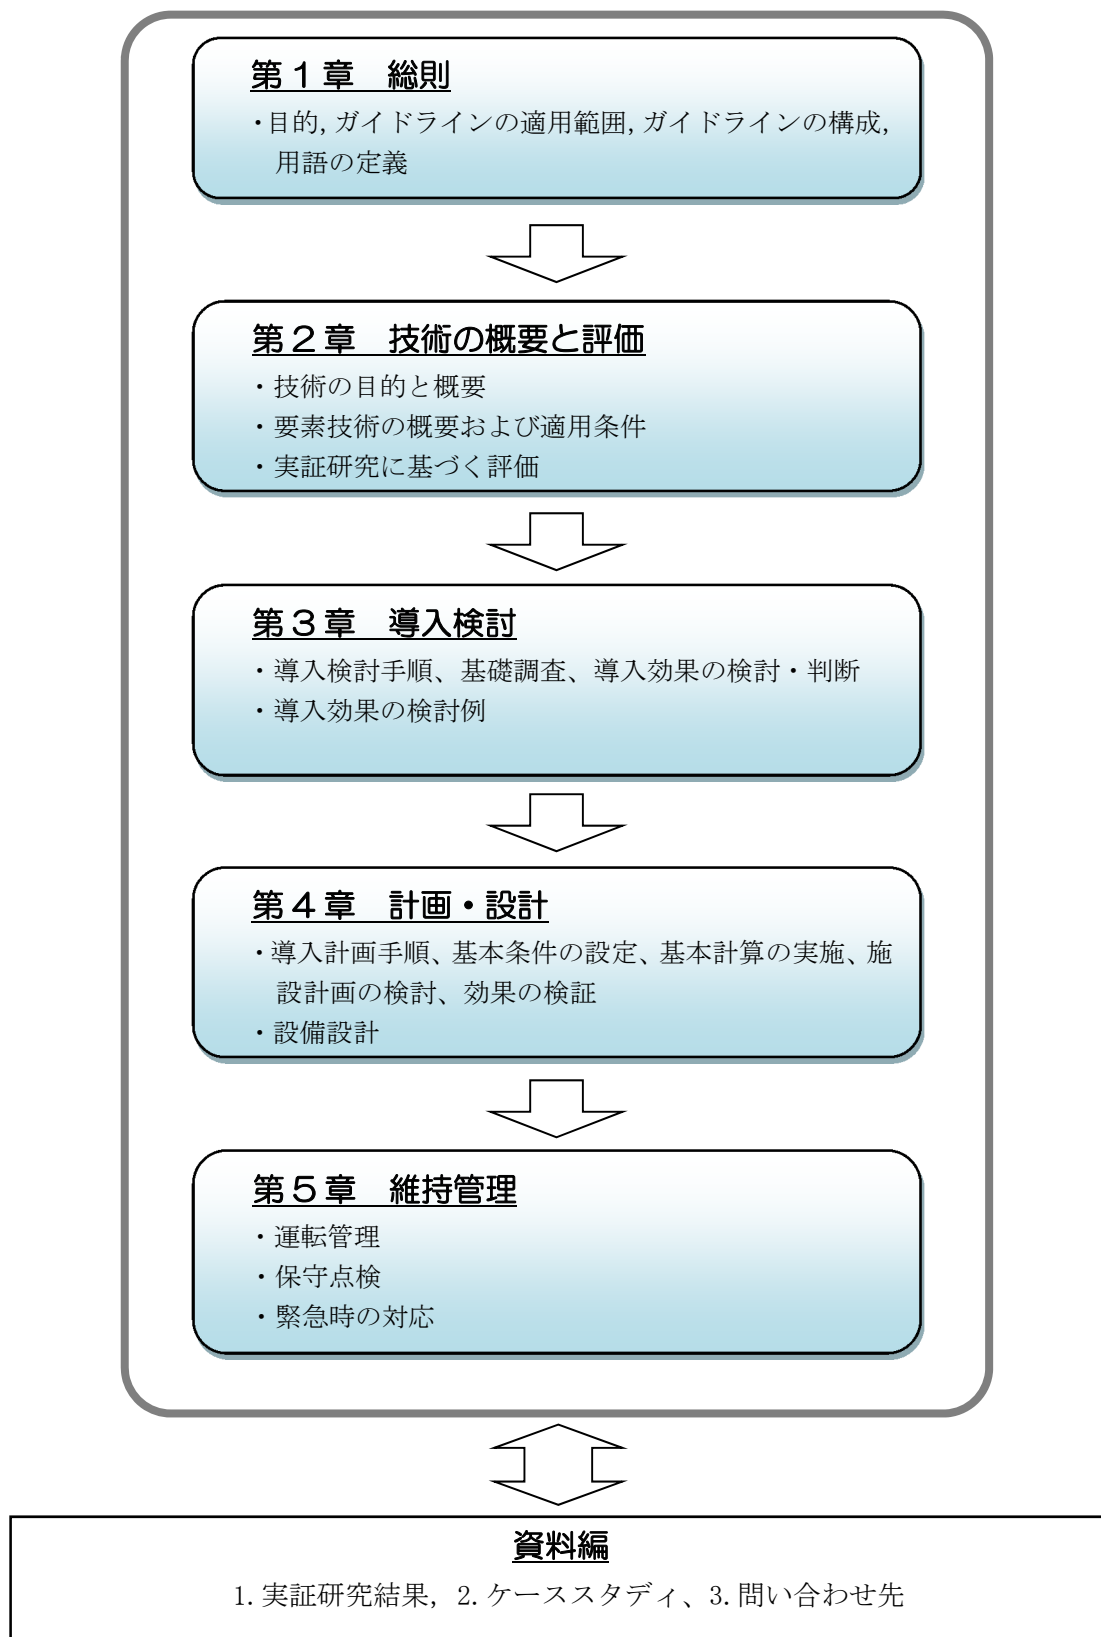 第1章　総則
・目的,ガイドラインの適用範囲,ガイドラインの構成,
用語の定義
第2章　技術の概要と評価
・技術の目的と概要
・要素技術の概要および適用条件
・実証研究に基づく評価
第3章　導入検討
・導入検討手順、基礎調査、導入効果の検討・判断
・導入効果の検討例
第4章　計画・設計
・導入計画手順、基本条件の設定、基本計算の実施、施
設計画の検討、効果の検証
・設備設計
第5章　維持管理
・運転管理
・保守点検
・緊急時の対応
資料編
1.実証研究結果, 2.ケーススタディ、3.問い合わせ先